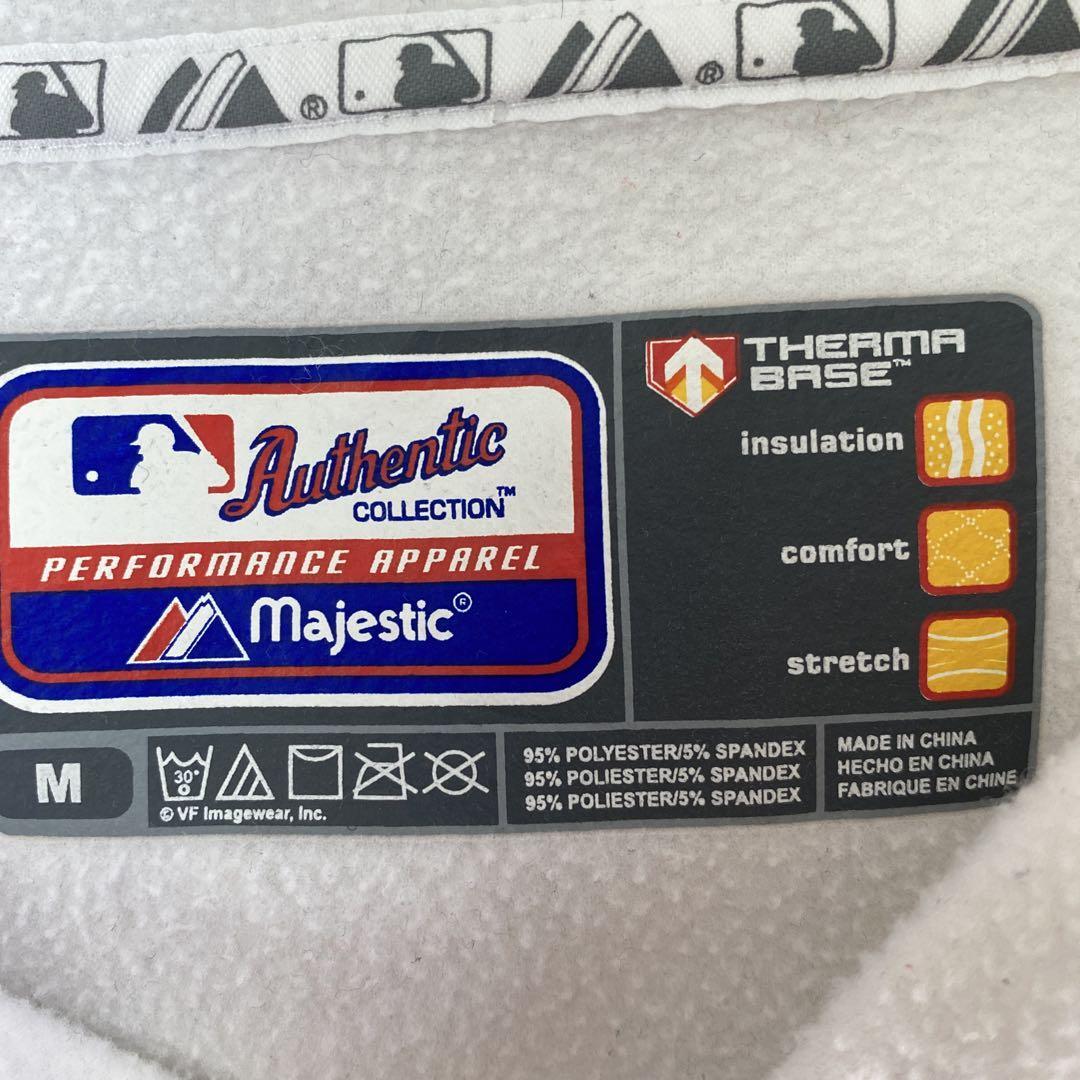 ®
®
Authentic
COLLECTION™
PERFORMANCE APPAREL
Majestic®
THERMA
BASE™
insulation
comfort
stretch
M
30°
© VF Imagewear, Inc.
95% POLYESTER/5% SPANDEX
95% POLIESTER/5% SPANDEX
95% POLIESTER/5% SPANDEX
MADE IN CHINA
HECHO EN CHINA
FABRIQUE EN CHINE